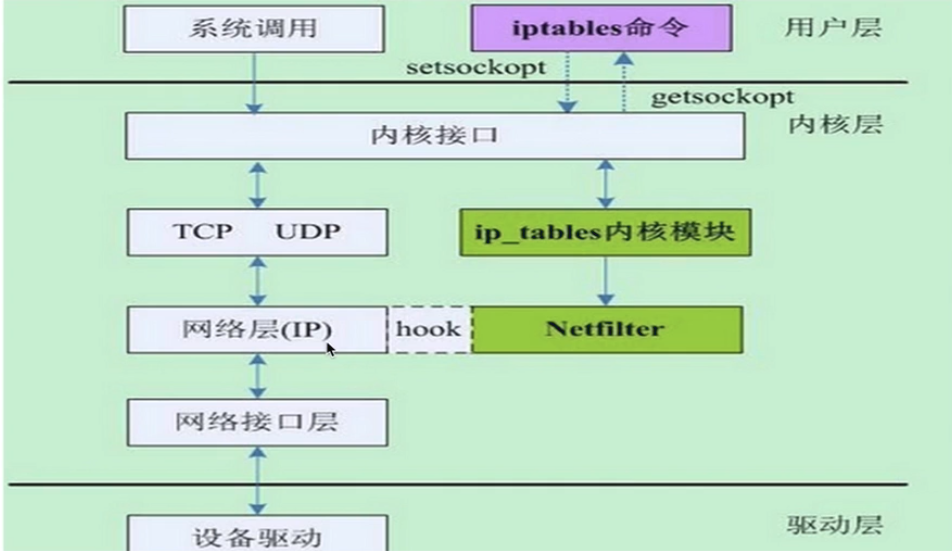 系统调用
iptables命令
用户层
setsockopt
getsockopt
内核接口
内核层
TCP UDP
ip_tables内核模块
网络层(IP)
hook
Netfilter
网络接口层
设备驱动
驱动层